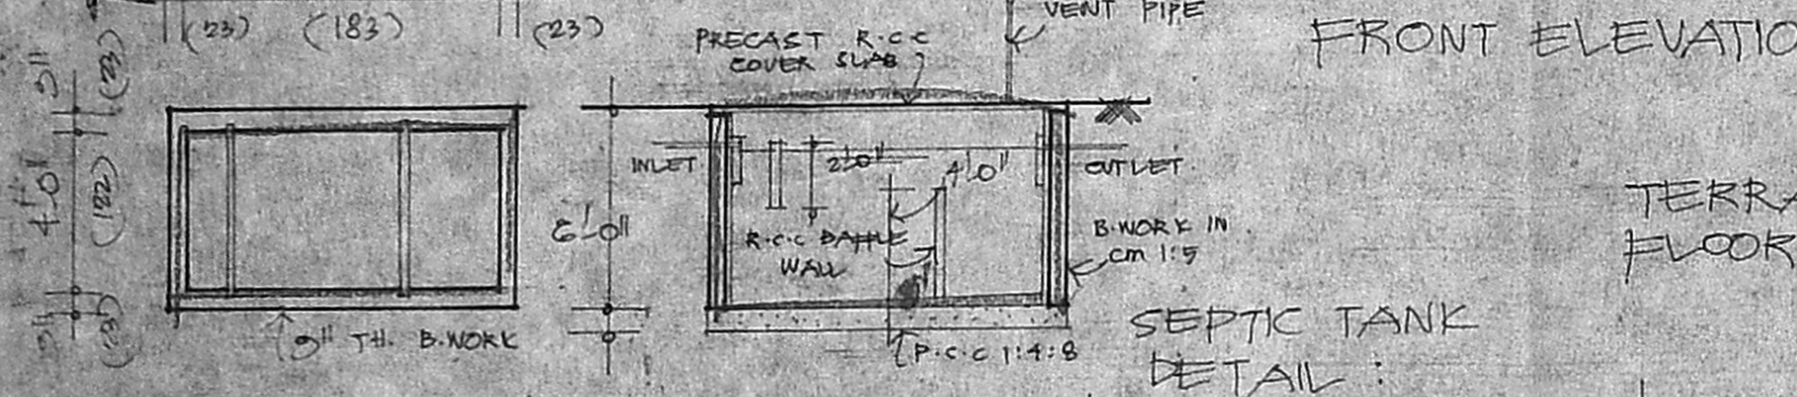 (23) (183) (23)
VENT PIPE
FRONT ELEVATIO
PRECAST R.C.C
COVER SLAB
9"
(23)
4'-0"
(122)
9"
(23)
INLET
2'-0"
4'-0"
OUTLET
6'-0"
R.C.C BAFFLE
WALL
B.WORK IN
cm 1:5
TERRA
FLOOR
9" TH. B.WORK
P.C.C 1:4:8
SEPTIC TANK
DETAIL :